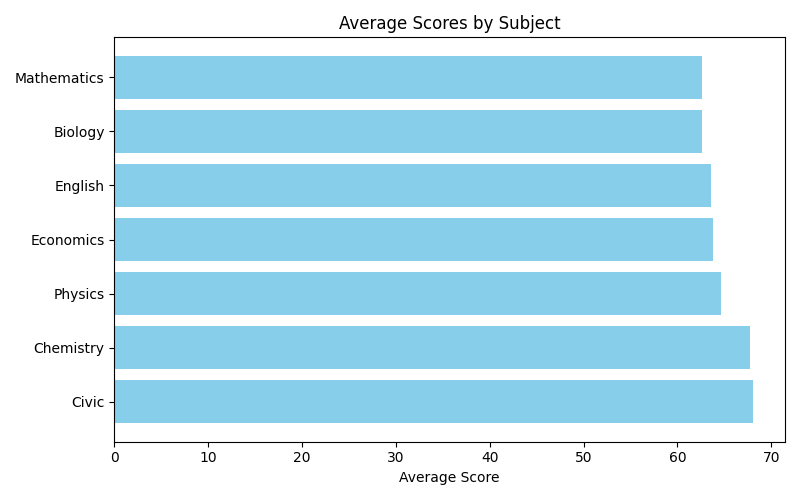 Average Scores by Subject
Mathematics
Biology
English
Economics
Physics
Chemistry
Civic
0 10 20 30 40 50 60 70
Average Score